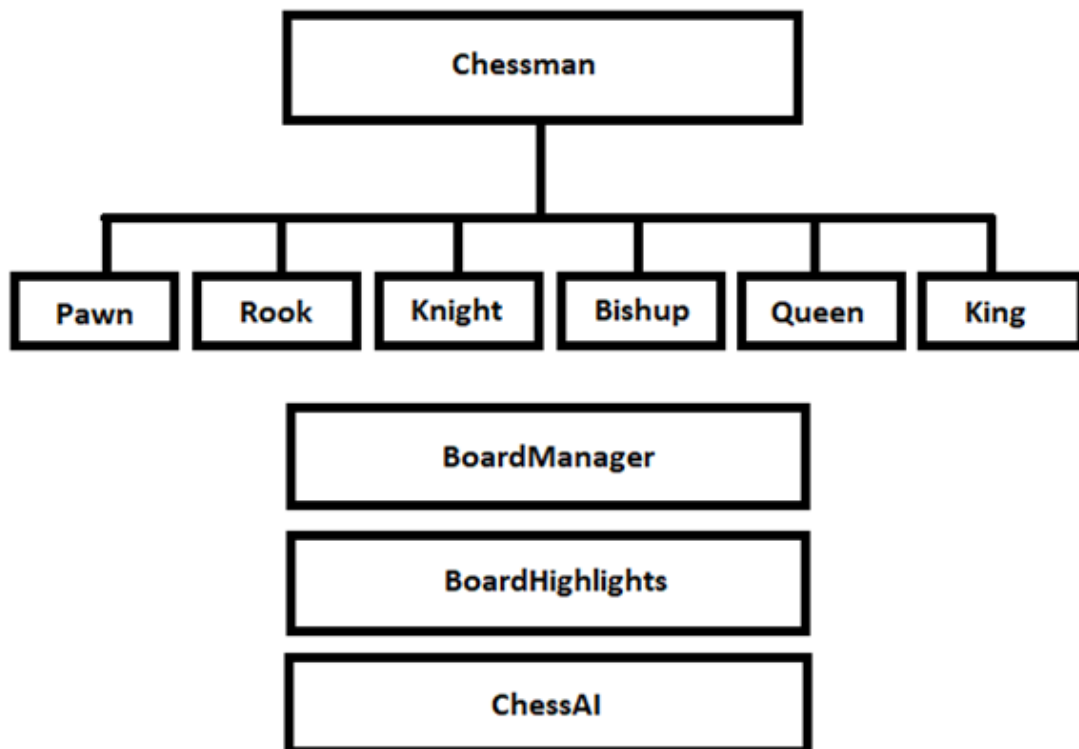 Chessman
Pawn
Rook
Knight
Bishup
Queen
King
BoardManager
BoardHighlights
ChessAI